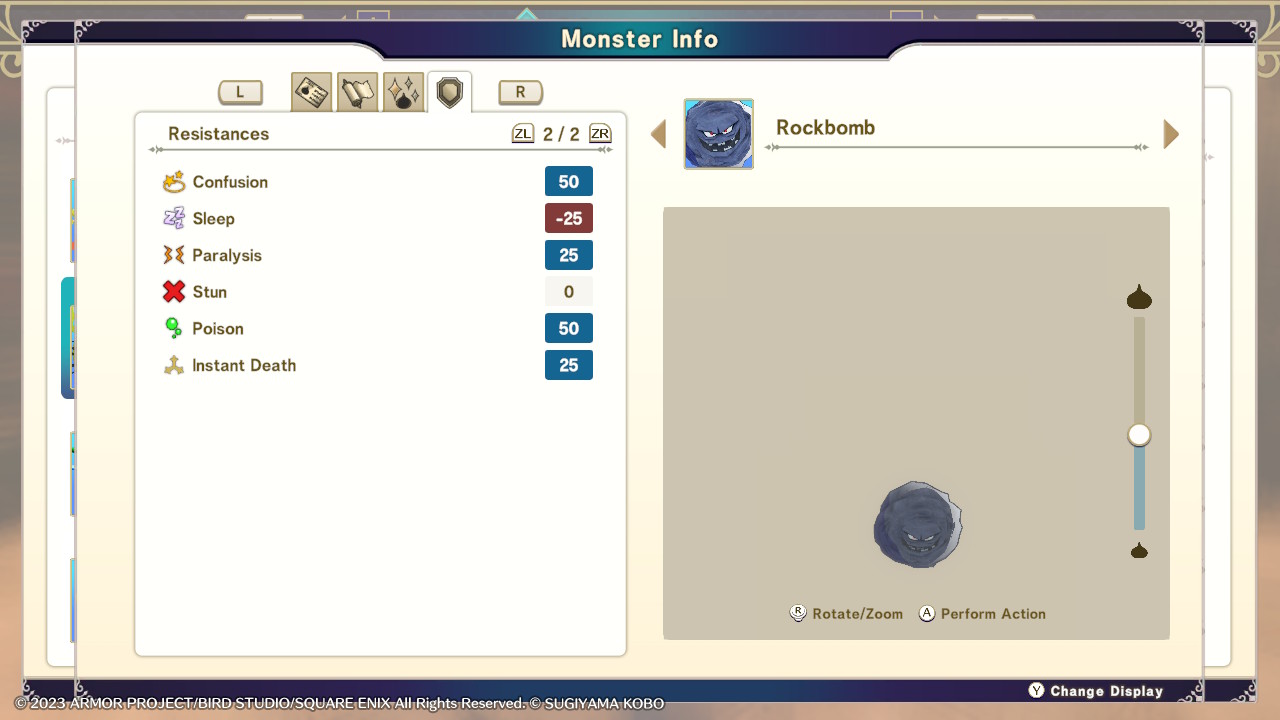 Monster Info
L
R
Resistances
ZL 2 / 2 ZR
Rockbomb
Confusion 50
Sleep -25
Paralysis 25
Stun 0
Poison 50
Instant Death 25
R Rotate/Zoom A Perform Action
Y Change Display
© 2023 ARMOR PROJECT/BIRD STUDIO/SQUARE ENIX All Rights Reserved. © SUGIYAMA KOBO